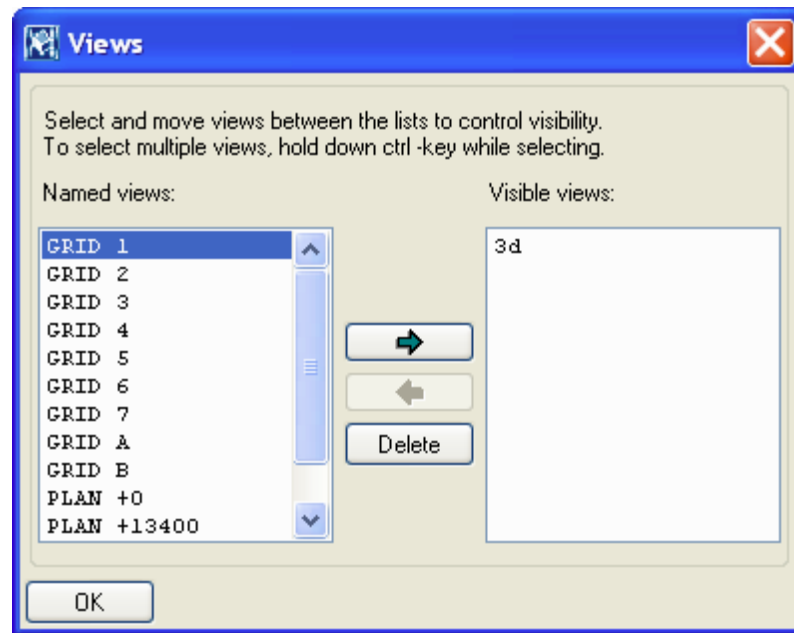 Views
Select and move views between the lists to control visibility.
To select multiple views, hold down ctrl -key while selecting.
Named views:
Visible views:
GRID 1
GRID 2
GRID 3
GRID 4
GRID 5
GRID 6
GRID 7
GRID A
GRID B
PLAN +0
PLAN +13400
3d
Delete
OK